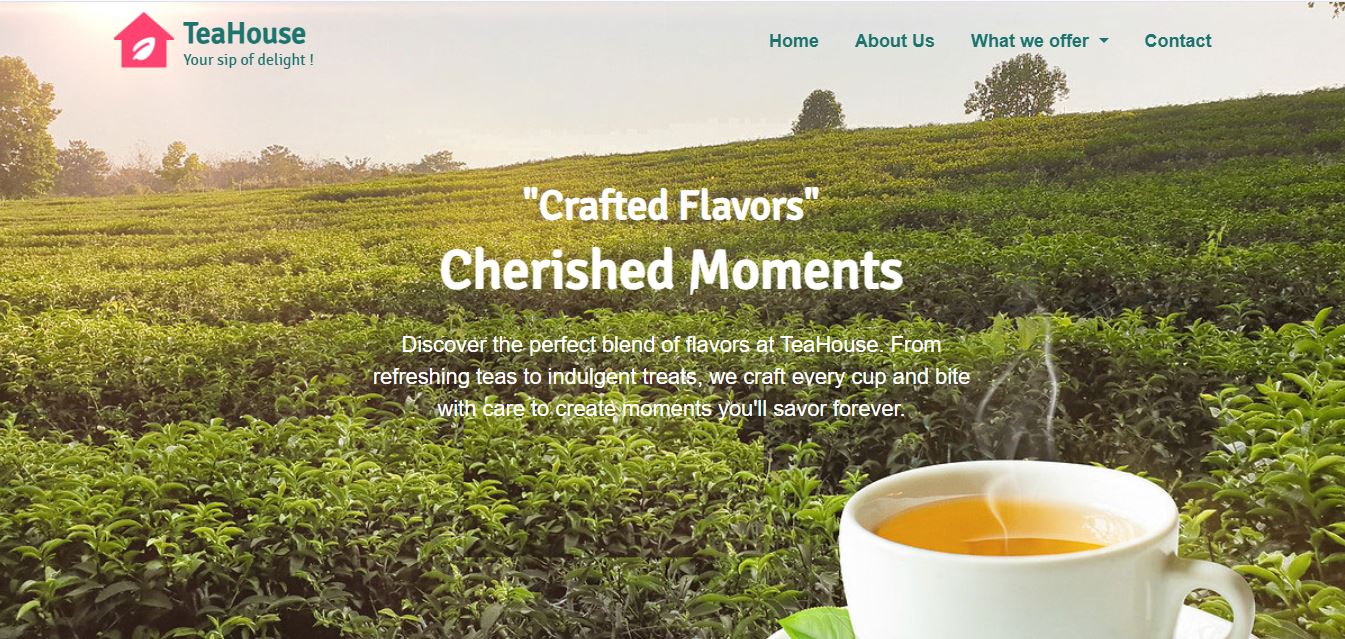 TeaHouse
Your sip of delight !
Home About Us What we offer Contact
"Crafted Flavors"
Cherished Moments
Discover the perfect blend of flavors at TeaHouse. From
refreshing teas to indulgent treats, we craft every cup and bite
with care to create moments you'll savor forever.